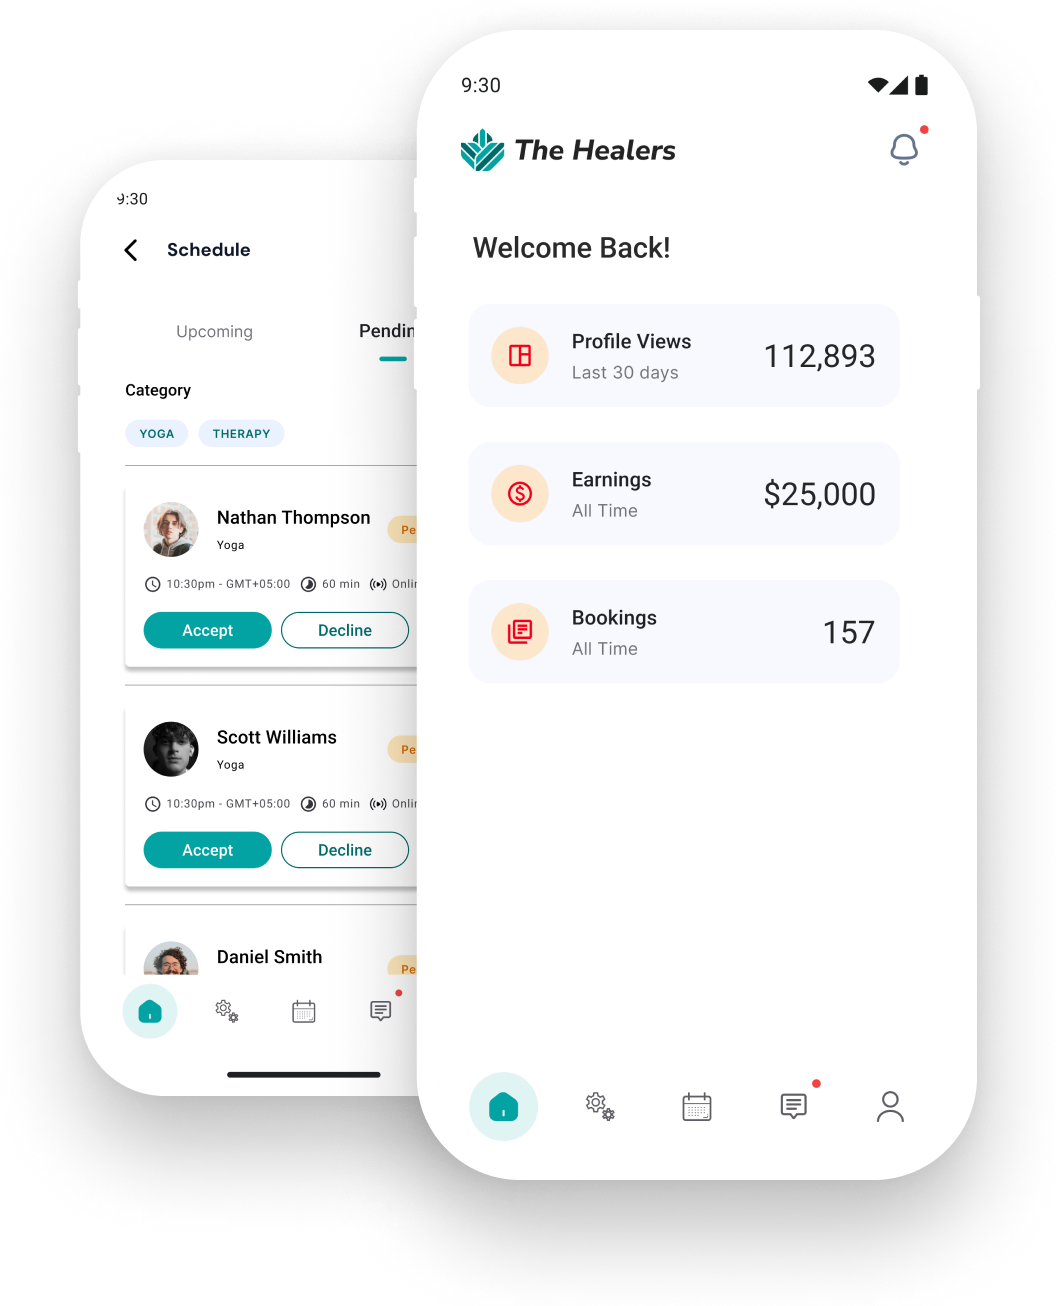 9:30
Schedule
Upcoming
Pendin
Category
YOGA THERAPY
Nathan Thompson
Yoga
Pe
10:30pm - GMT+05:00 60 min Onlin
Accept Decline
Scott Williams
Yoga
Pe
10:30pm - GMT+05:00 60 min Onlin
Accept Decline
Daniel Smith
Pe
9:30
The Healers
Welcome Back!
Profile Views
Last 30 days
112,893
Earnings
All Time
$25,000
Bookings
All Time
157